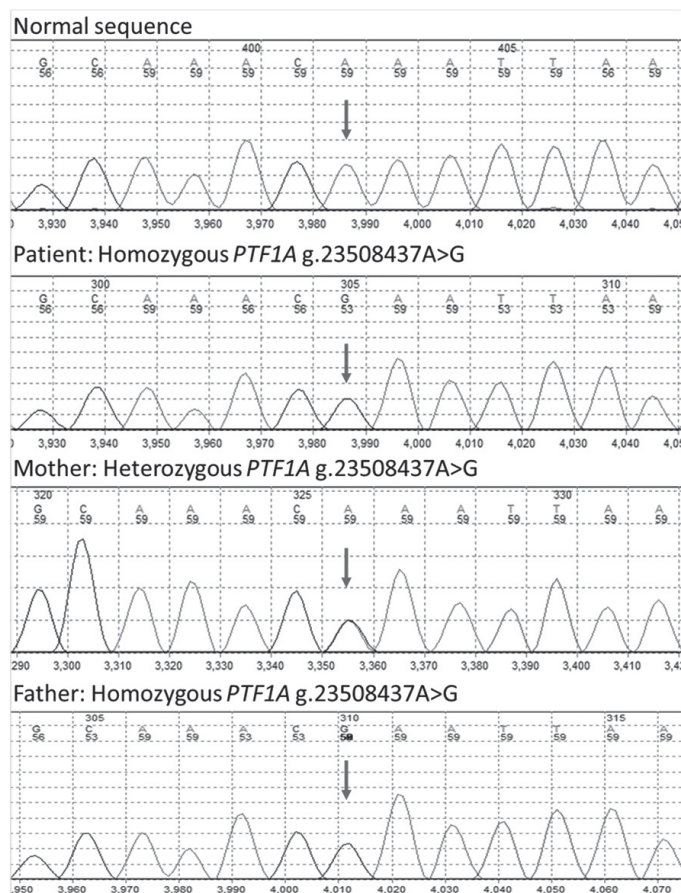 Normal sequence
400 405
G C A A A C A A A T T A A
56 56 59 59 59 59 59 59 59 59 59 56 59
3,930 3,940 3,950 3,960 3,970 3,980 3,990 4,000 4,010 4,020 4,030 4,040 4,05
Patient: Homozygous PTF1A g.23508437A>G
300 305 310
G C A A A C G A A T T A A
56 56 59 59 56 56 53 59 59 53 53 53 59
3,930 3,940 3,950 3,960 3,970 3,980 3,990 4,000 4,010 4,020 4,030 4,040 4,05
Mother: Heterozygous PTF1A g.23508437A>G
320 325 330
G C A A A C A A A T T A A
59 59 59 59 59 59 59 59 59 59 59 59 59
290 3,300 3,310 3,320 3,330 3,340 3,350 3,360 3,370 3,380 3,390 3,400 3,410 3,42
Father: Homozygous PTF1A g.23508437A>G
305 310 315
G C A A A C G A A T T A A
56 53 59 59 53 53 59 59 59 59 59 59
,950 3,960 3,970 3,980 3,990 4,000 4,010 4,020 4,030 4,040 4,050 4,060 4,070